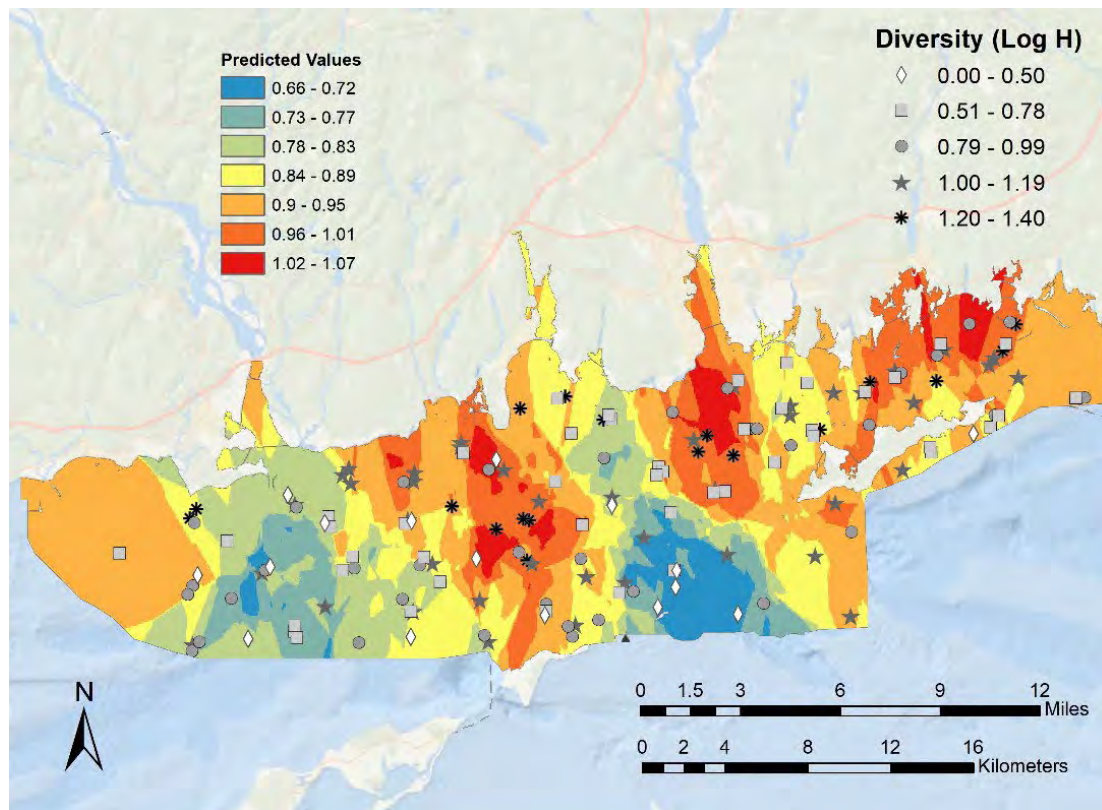 Predicted Values
0.66 - 0.72
0.73 - 0.77
0.78 - 0.83
0.84 - 0.89
0.9 - 0.95
0.96 - 1.01
1.02 - 1.07
Diversity (Log H)
0.00 - 0.50
0.51 - 0.78
0.79 - 0.99
1.00 - 1.19
1.20 - 1.40
N
0 1.5 3 6 9 12
Miles
0 2 4 8 12 16
Kilometers